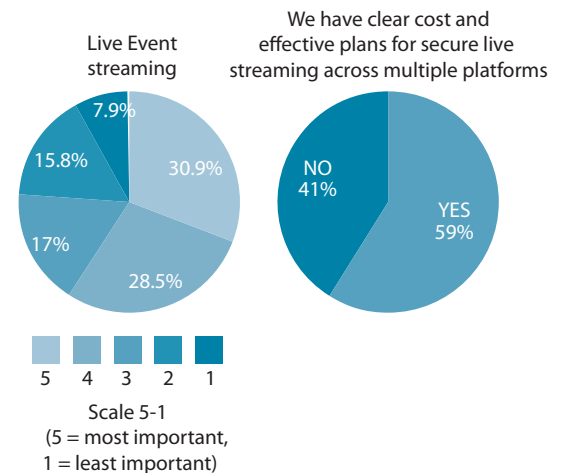 Live Event
streaming
7.9%
15.8%
30.9%
17%
28.5%
5 4 3 2 1
Scale 5-1
(5 = most important,
1 = least important)
We have clear cost and
effective plans for secure live
streaming across multiple platforms
NO
41%
YES
59%